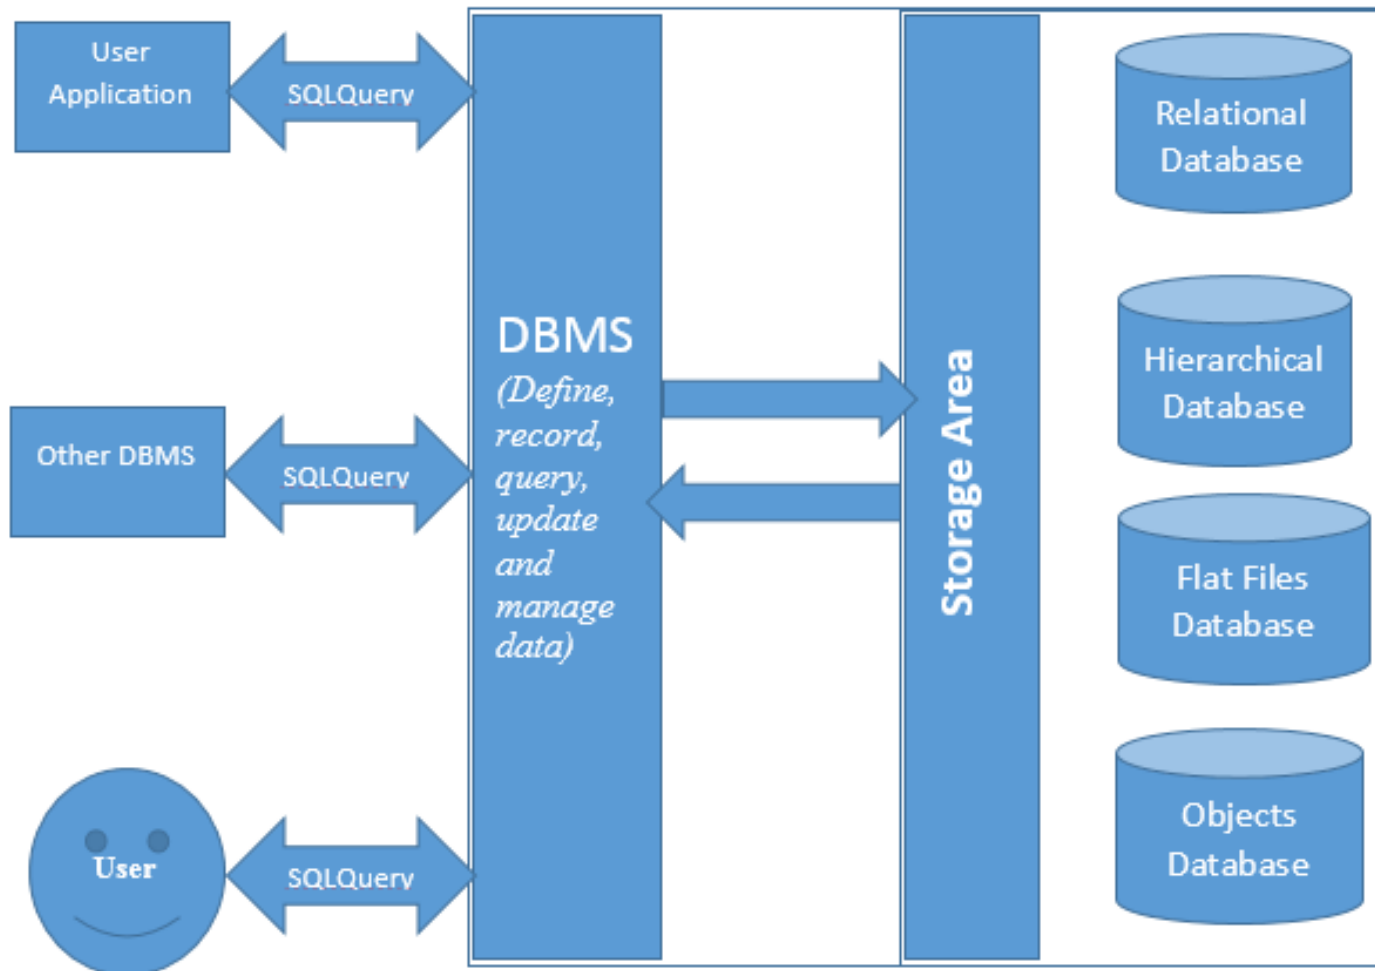 User
Application
SQLQuery
Other DBMS
SQLQuery
User
SQLQuery
DBMS
(Define,
record,
query,
update
and
manage
data)
Storage Area
Relational
Database
Hierarchical
Database
Flat Files
Database
Objects
Database